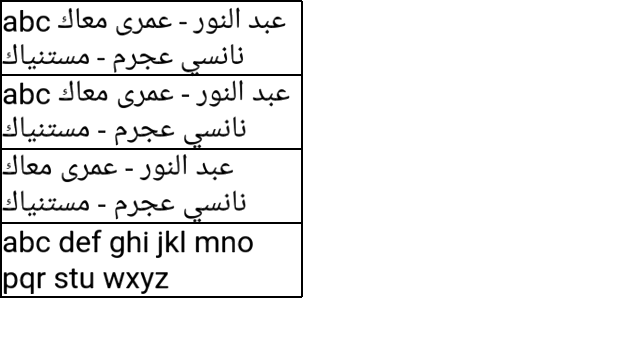 abc عبد النور - عمرى معاك
نانسي عجرم - مستنياك
abc عبد النور - عمرى معاك
نانسي عجرم - مستنياك
عبد النور - عمرى معاك
نانسي عجرم - مستنياك
abc def ghi jkl mno
pqr stu wxyz